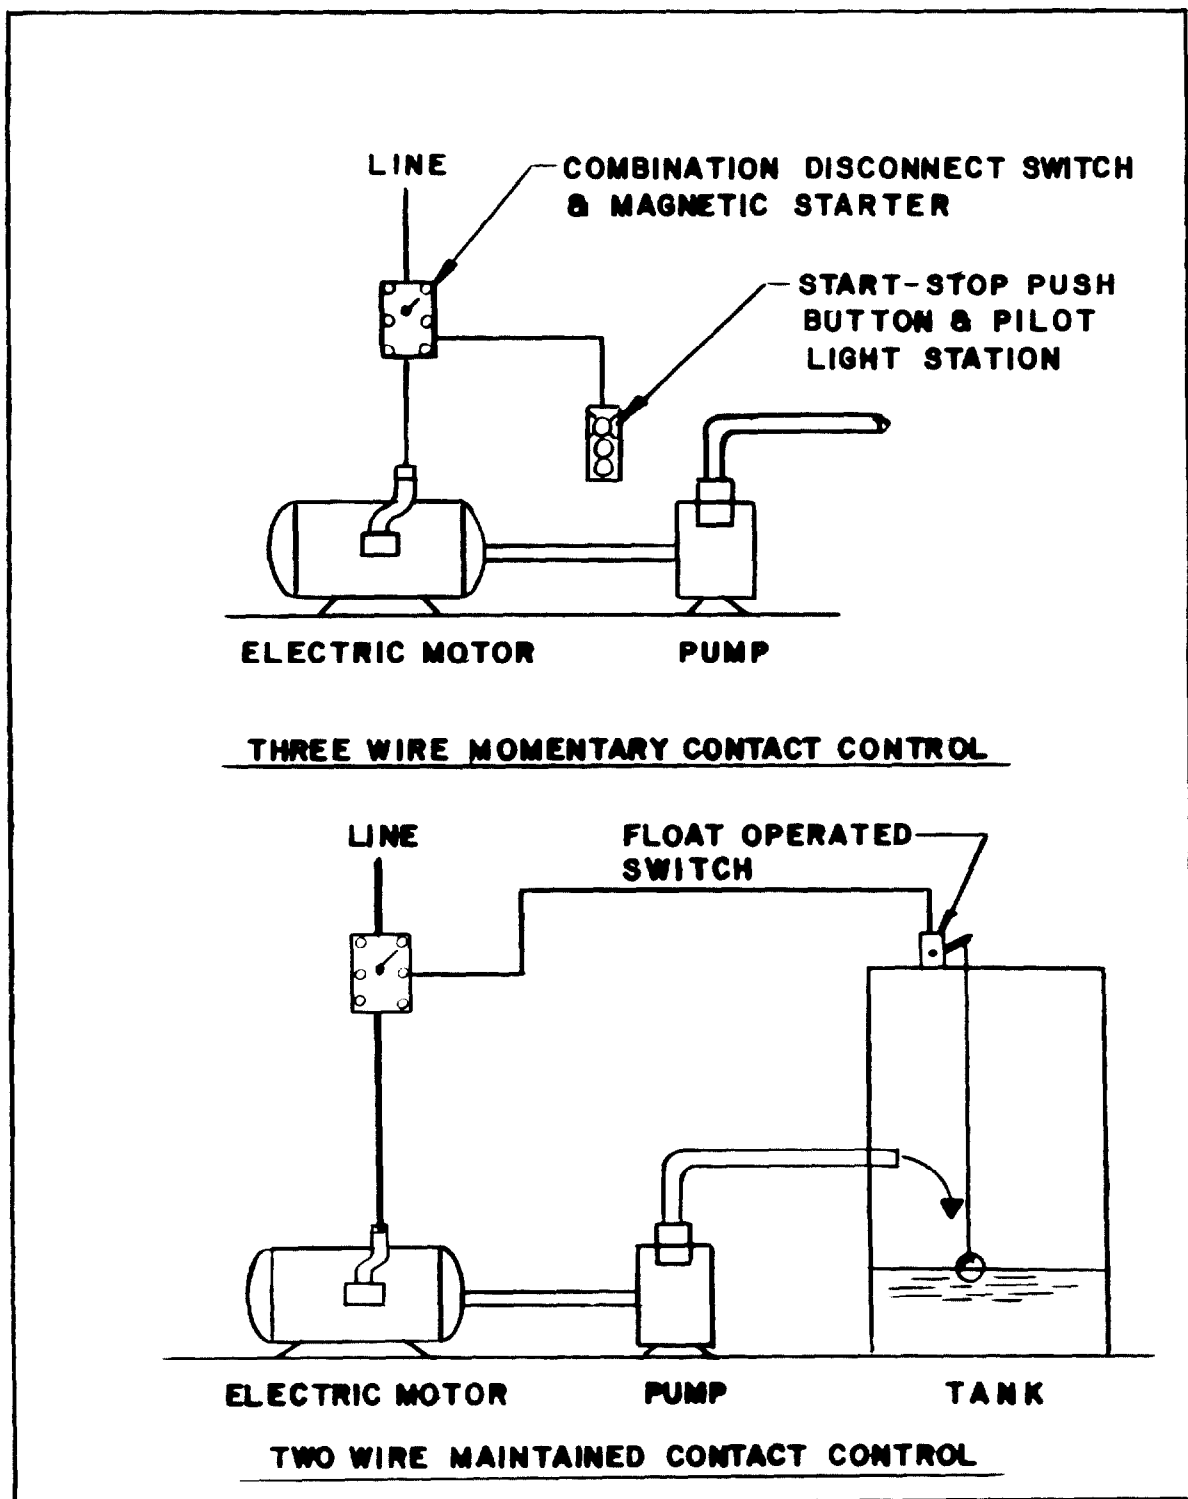 LINE
COMBINATION DISCONNECT SWITCH
& MAGNETIC STARTER
START-STOP PUSH
BUTTON & PILOT
LIGHT STATION
ELECTRIC MOTOR
PUMP
THREE WIRE MOMENTARY CONTACT CONTROL
LINE
FLOAT OPERATED
SWITCH
ELECTRIC MOTOR
PUMP
TANK
TWO WIRE MAINTAINED CONTACT CONTROL